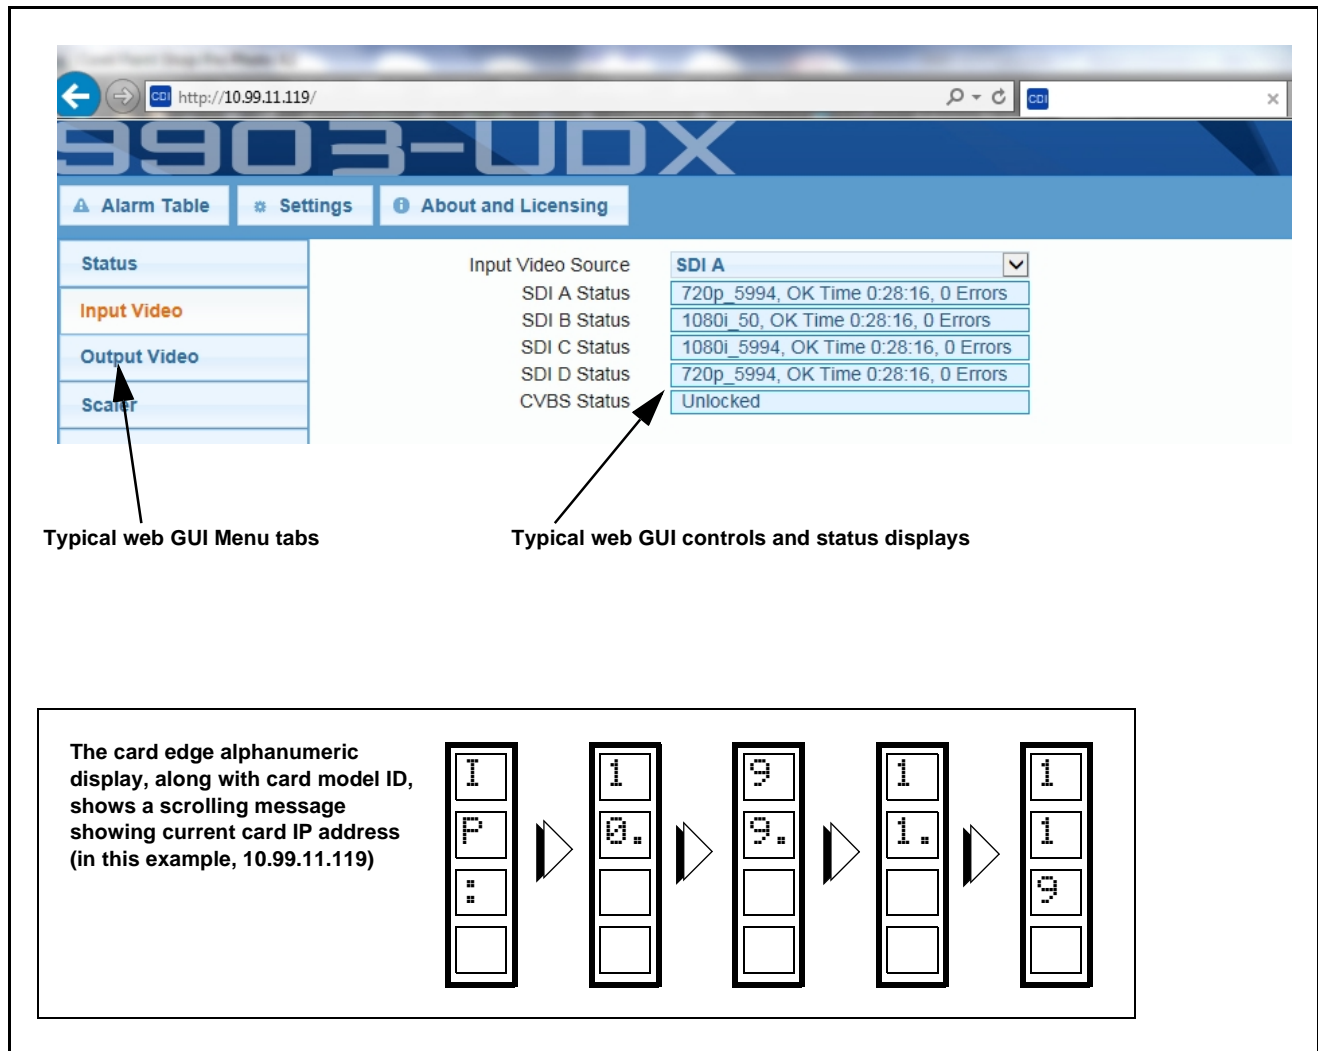 http://10.99.11.119/
CDI
CDI
9903-UDX
Alarm Table
Settings
About and Licensing
Status
Input Video
Output Video
Scaler
Input Video Source SDI A
SDI A Status 720p_5994, OK Time 0:28:16, 0 Errors
SDI B Status 1080i_50, OK Time 0:28:16, 0 Errors
SDI C Status 1080i_5994, OK Time 0:28:16, 0 Errors
SDI D Status 720p_5994, OK Time 0:28:16, 0 Errors
CVBS Status Unlocked
Typical web GUI Menu tabs
Typical web GUI controls and status displays
The card edge alphanumeric
display, along with card model ID,
shows a scrolling message
showing current card IP address
(in this example, 10.99.11.119)
I
P
:
1
0.
9
9.
1
1.
1
1
9